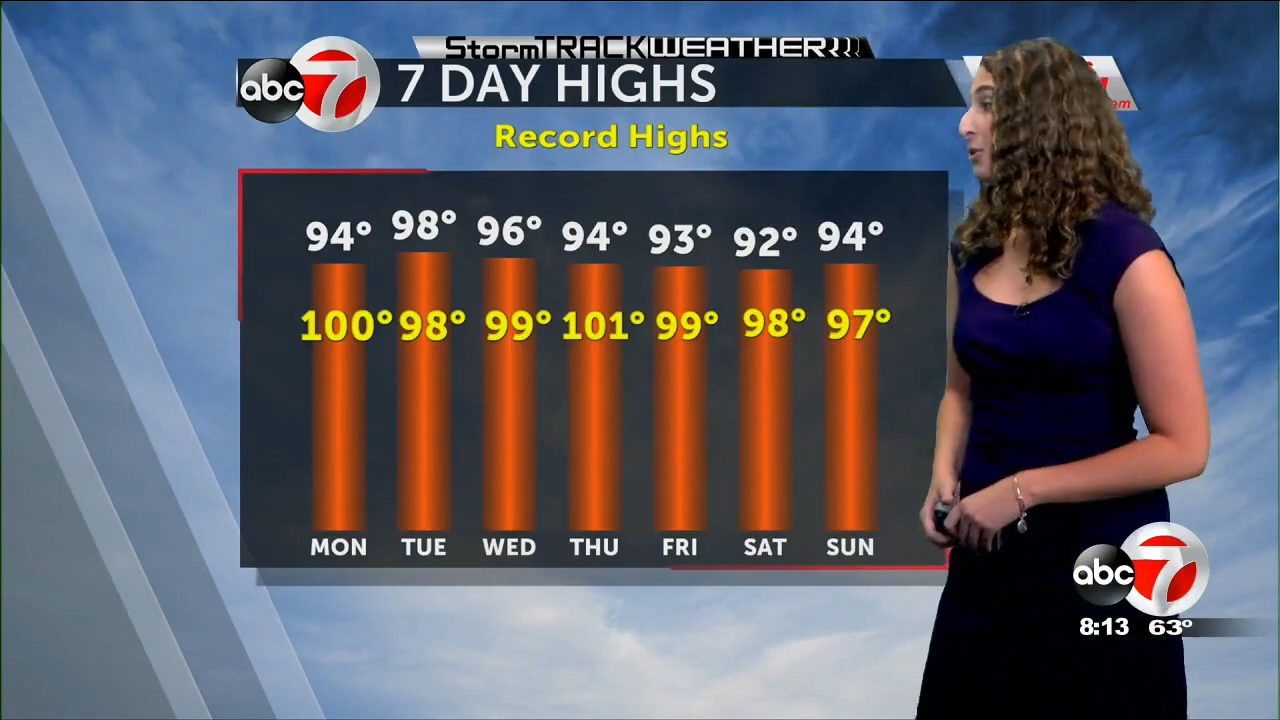 StormTRACKWEATHER
abc 7 7 DAY HIGHS
Record Highs
94° 98° 96° 94° 93° 92° 94°
100° 98° 99° 101° 99° 98° 97°
MON TUE WED THU FRI SAT SUN
abc 7
8:13 63°